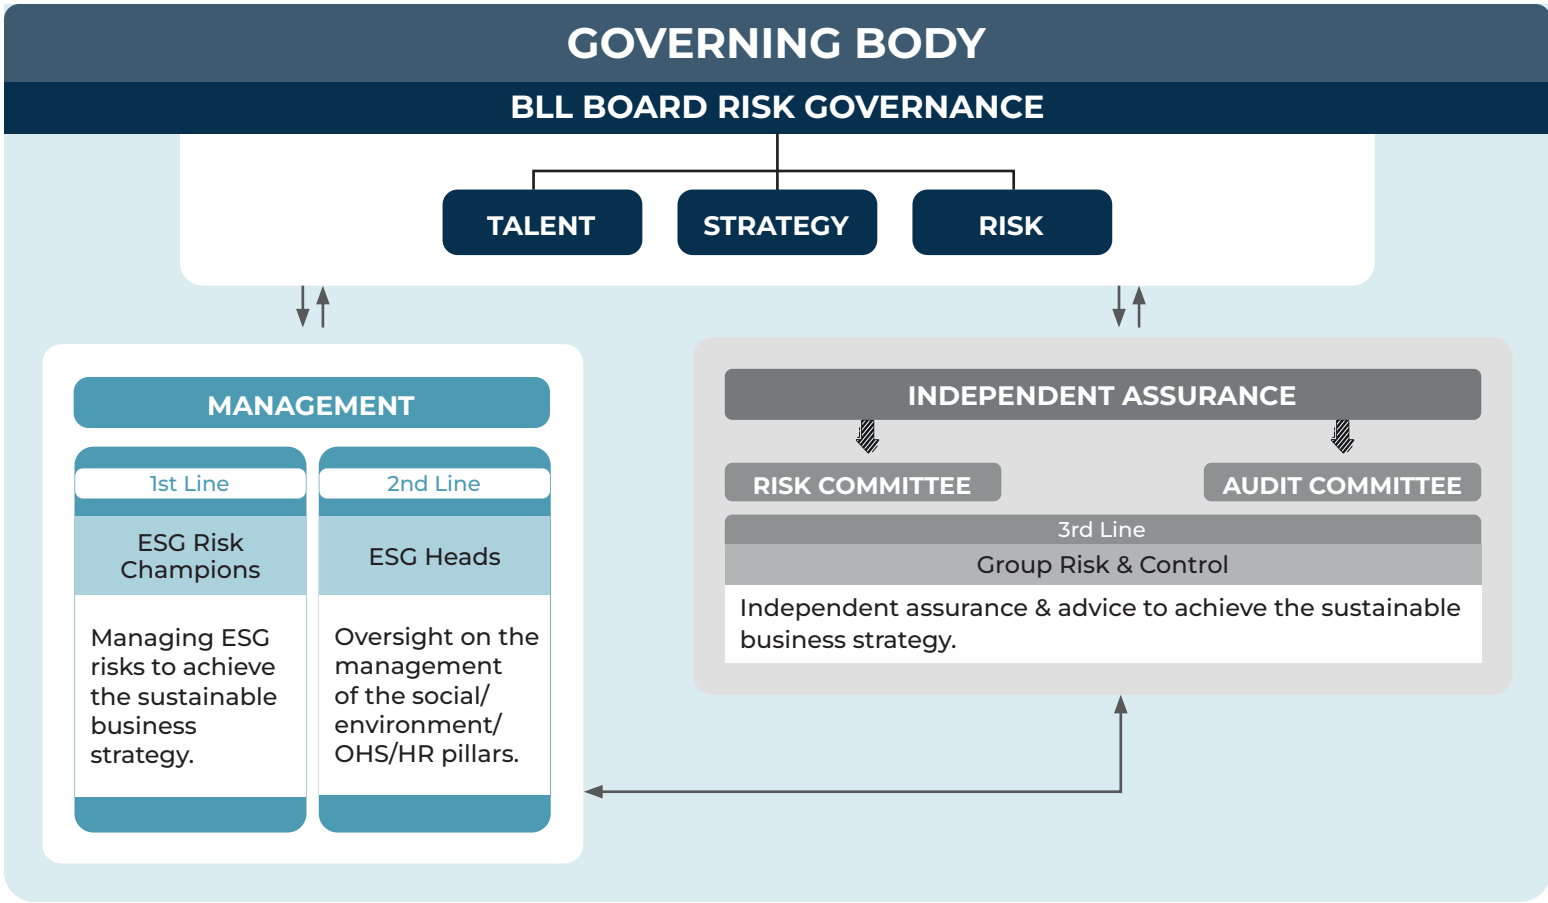 GOVERNING BODY
BLL BOARD RISK GOVERNANCE
TALENT
STRATEGY
RISK
MANAGEMENT
1st Line
ESG Risk
Champions
Managing ESG
risks to achieve
the sustainable
business
strategy.
2nd Line
ESG Heads
Oversight on the
management
of the social/
environment/
OHS/HR pillars.
INDEPENDENT ASSURANCE
RISK COMMITTEE
AUDIT COMMITTEE
3rd Line
Group Risk & Control
Independent assurance & advice to achieve the sustainable
business strategy.